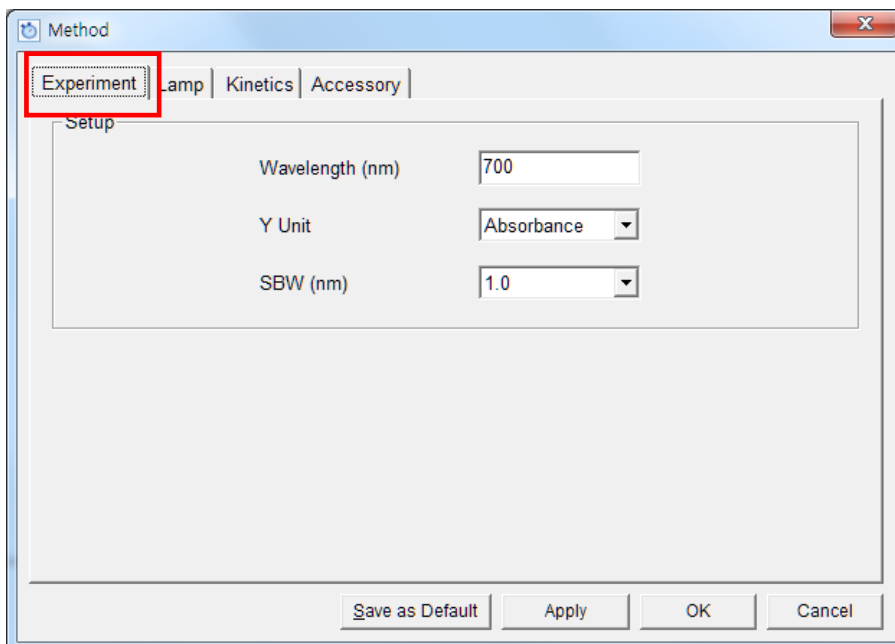 Method
Experiment Lamp Kinetics Accessory
Setup
Wavelength (nm) 700
Y Unit Absorbance
SBW (nm) 1.0
Save as Default Apply OK Cancel